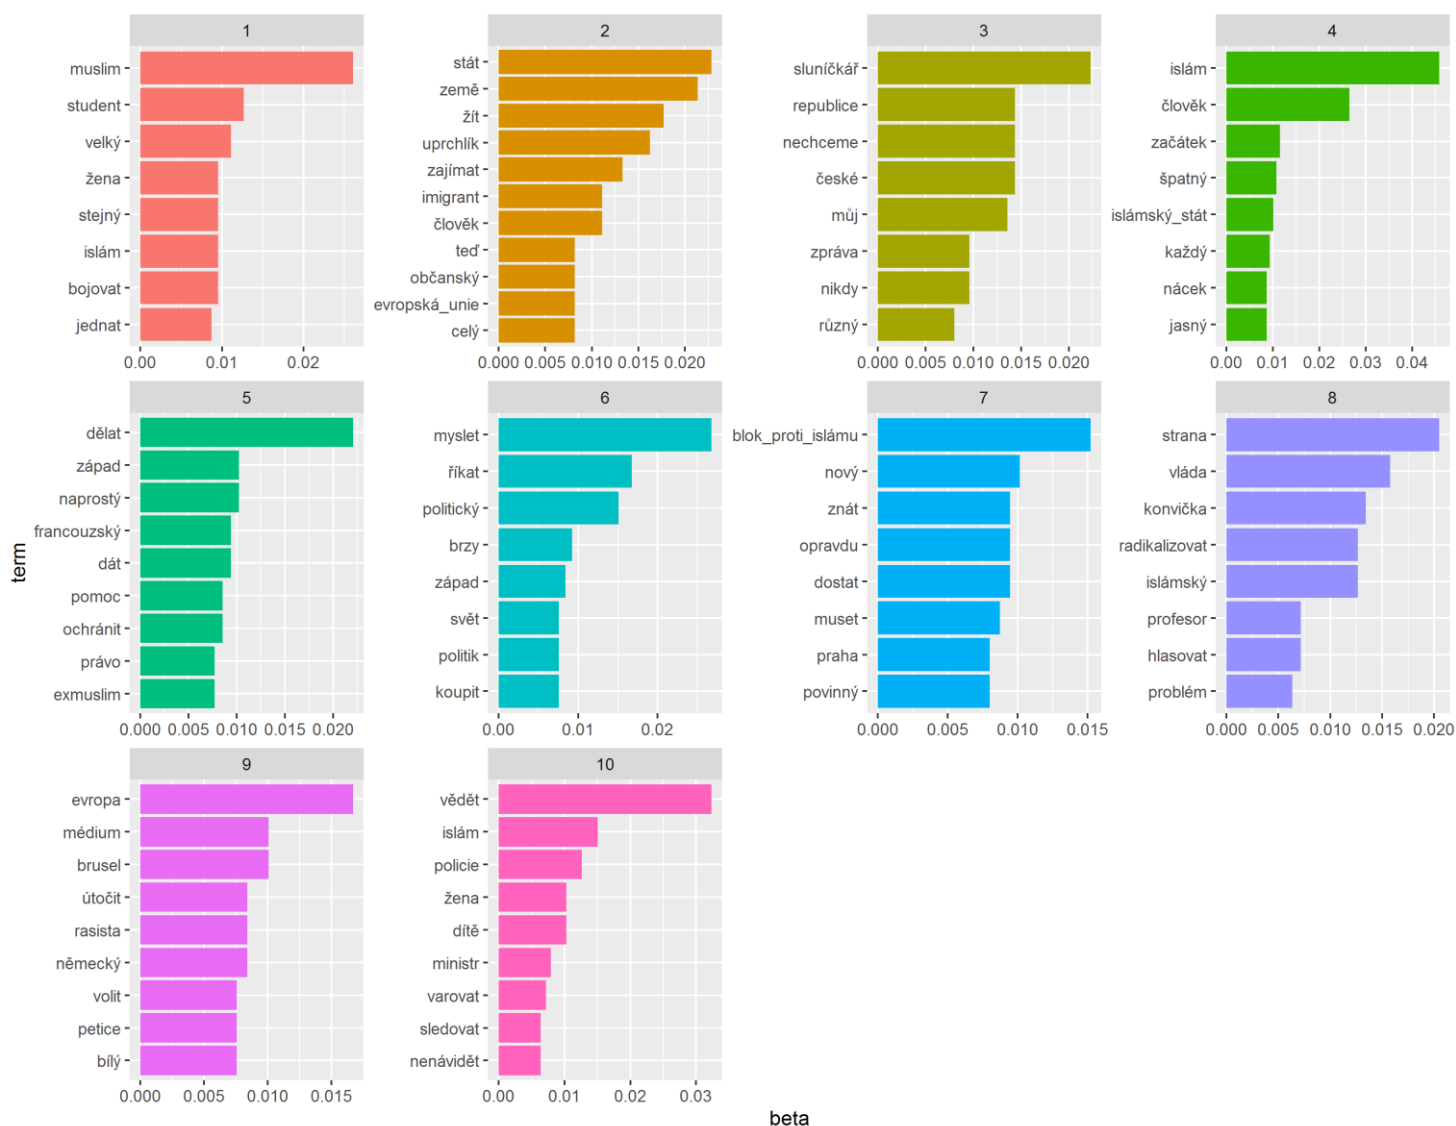 1
muslim
student
velký
žena
stejný
islám
bojovat
jednat
0.00 0.01 0.02
2
stát
země
žít
uprchlík
zajímat
imigrant
člověk
teď
občanský
evropská_unie
celý
0.000 0.005 0.010 0.015 0.020
3
sluníčkář
republice
nechceme
české
můj
zpráva
nikdy
různý
0.000 0.005 0.010 0.015 0.020
4
islám
člověk
začátek
špatný
islámský_stát
každý
nácek
jasný
0.00 0.01 0.02 0.03 0.04
5
dělat
západ
naprostý
francouzský
dát
pomoc
ochránit
právo
exmuslim
0.000 0.005 0.010 0.015 0.020
6
myslet
říkat
politický
brzy
západ
svět
politik
koupit
0.00 0.01 0.02
7
blok_proti_islámu
nový
znát
opravdu
dostat
muset
praha
povinný
0.000 0.005 0.010 0.015
8
strana
vláda
konvička
radikalizovat
islámský
profesor
hlasovat
problém
0.000 0.005 0.010 0.015 0.020
9
evropa
médium
brusel
útočit
rasista
německý
volit
petice
bílý
0.000 0.005 0.010 0.015
10
vědět
islám
policie
žena
dítě
ministr
varovat
sledovat
nenávidět
0.00 0.01 0.02 0.03
term
beta